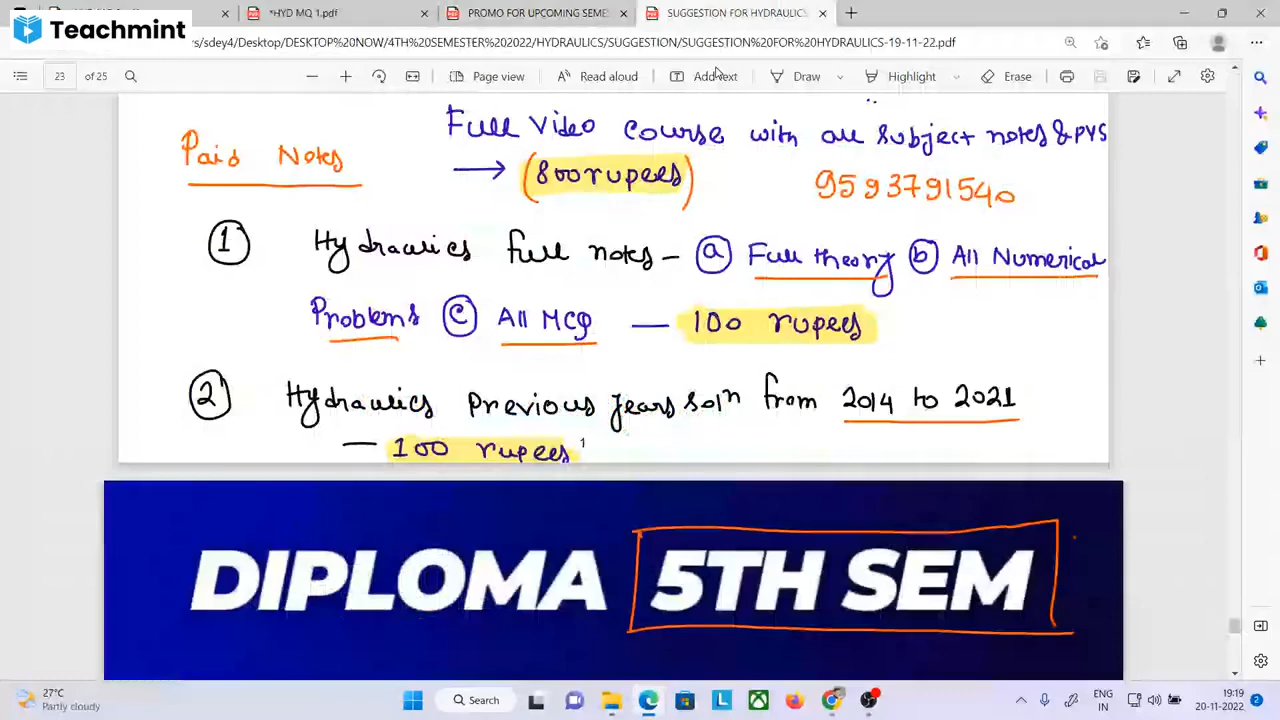 Teachmint
*HYD MQ 1.pdf
PROMO FOR UPCOMING SEMES
SUGGESTION FOR HYDRAULICS-19
s/sdey4/Desktop/DESKTOP%20NOW/4TH%20SEMESTER%202022/HYDRAULICS/SUGGESTION/SUGGESTION%20FOR%20HYDRAULICS-19-11-22.pdf
23 of 25
Page view
Read aloud
Add text
Draw
Highlight
Erase
Full Video Course with all subject notes & PYS
Paid Notes
→ (800 rupees)
9593791540
① Hydraulics full notes - ⓐ Full theory ⓑ All Numerical
Problems ⓒ All MCQ — 100 rupees
② Hydraulics Previous years solⁿ from 2014 to 2021
— 100 rupees
DIPLOMA 5TH SEM
27°C
Partly cloudy
Search
ENG
IN
19:19
20-11-2022
2